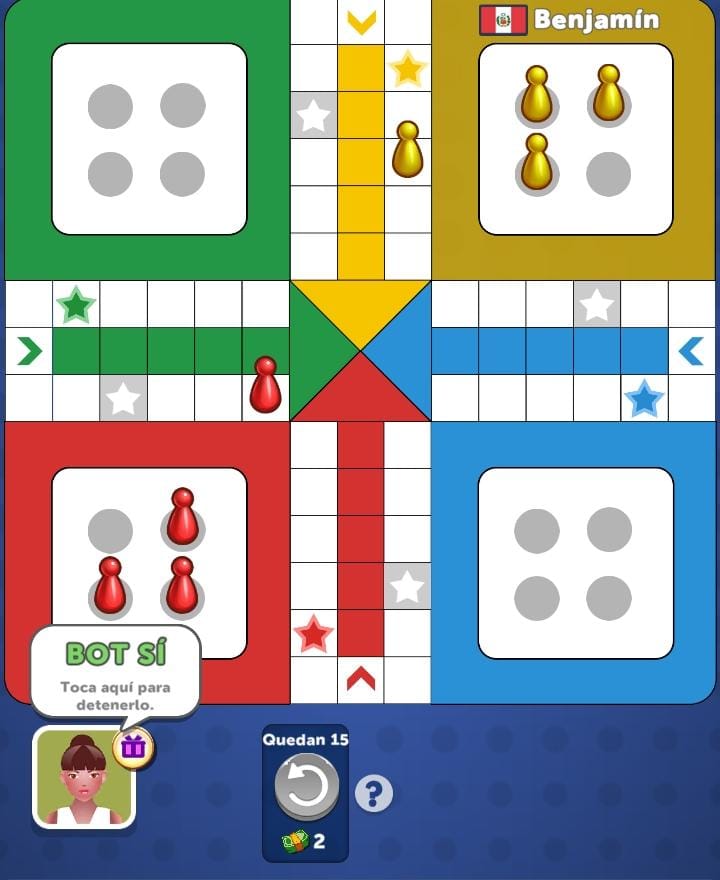 Benjamín
BOT SÍ
Toca aquí para
detenerlo.
Quedan 15
2
?